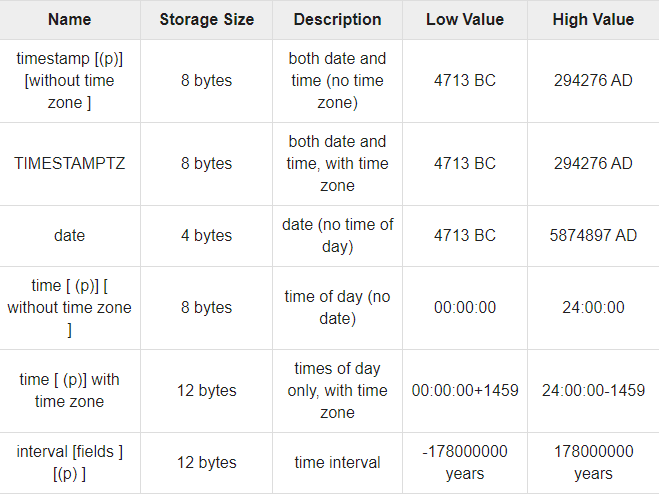 Name Storage Size Description Low Value High Value
timestamp [(p)]
[without time
zone ]
8 bytes
both date and
time (no time
zone)
4713 BC
294276 AD
TIMESTAMPTZ
8 bytes
both date and
time, with time
zone
4713 BC
294276 AD
date
4 bytes
date (no time of
day)
4713 BC
5874897 AD
time [ (p)] [
without time zone
]
8 bytes
time of day (no
date)
00:00:00
24:00:00
time [ (p)] with
time zone
12 bytes
times of day
only, with time
zone
00:00:00+1459
24:00:00-1459
interval [fields ]
[(p) ]
12 bytes
time interval
-178000000
years
178000000
years